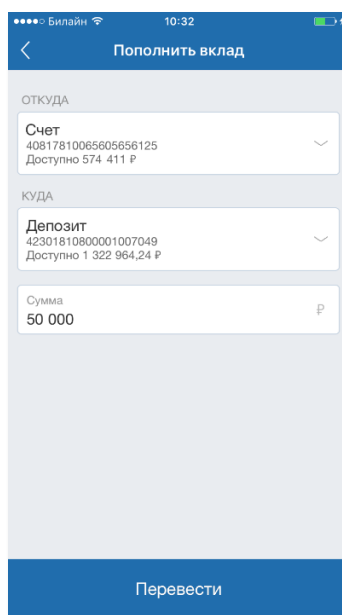 Билайн 10:32
Пополнить вклад
ОТКУДА
Счет
40817810065605656125
Доступно 574 411 ₽
КУДА
Депозит
42301810800001007049
Доступно 1 322 964,24 ₽
Сумма
50 000 ₽
Перевести